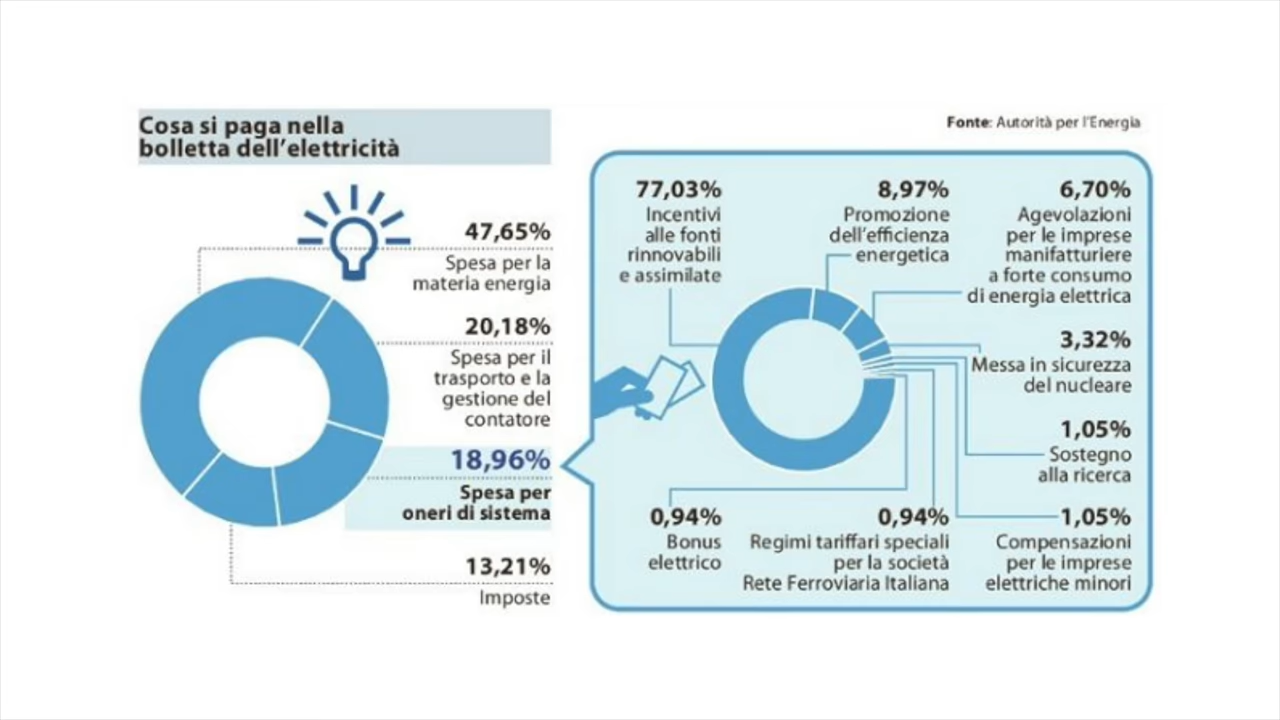 Cosa si paga nella
bolletta dell'elettricità
47,65%
Spesa per la
materia energia
20,18%
Spesa per il
trasporto e la
gestione del
contatore
18,96%
Spesa per
oneri di sistema
13,21%
Imposte
Fonte: Autorità per l'Energia
77,03%
Incentivi
alle fonti
rinnovabili
e assimilate
8,97%
Promozione
dell'efficienza
energetica
6,70%
Agevolazioni
per le imprese
manifatturiere
a forte consumo
di energia elettrica
3,32%
Messa in sicurezza
del nucleare
1,05%
Sostegno
alla ricerca
0,94%
Bonus
elettrico
0,94%
Regimi tariffari speciali
per la società
Rete Ferroviaria Italiana
1,05%
Compensazioni
per le imprese
elettriche minori